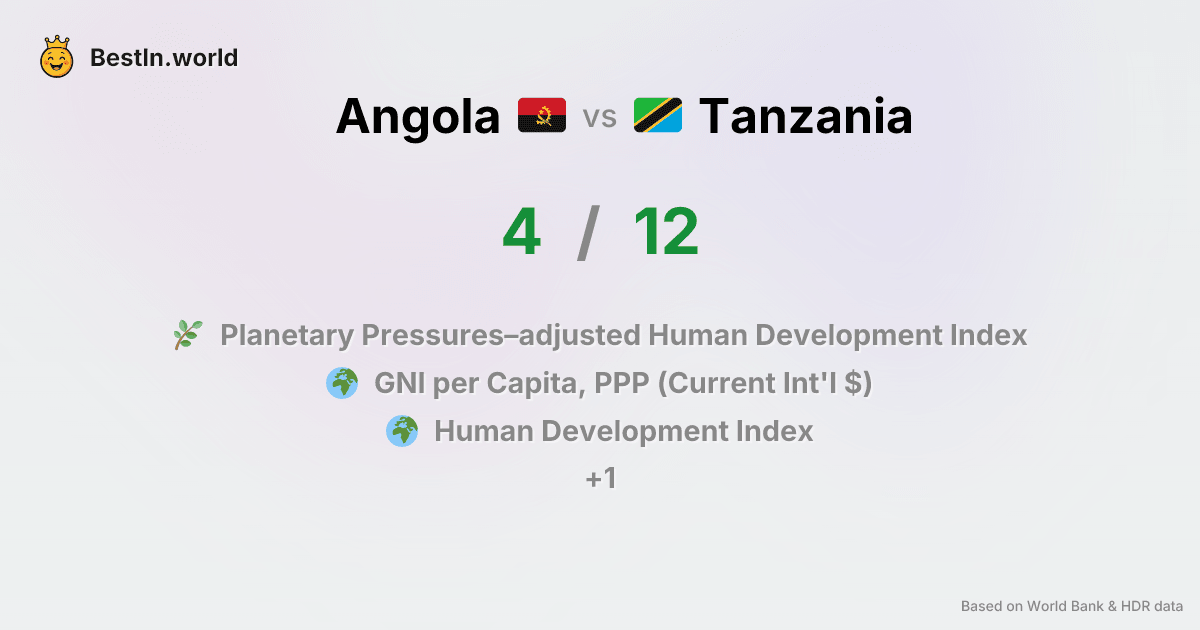 BestIn.world
Angola vs Tanzania
4 / 12
Planetary Pressures–adjusted Human Development Index
GNI per Capita, PPP (Current Int'l $)
Human Development Index
+1
Based on World Bank & HDR data